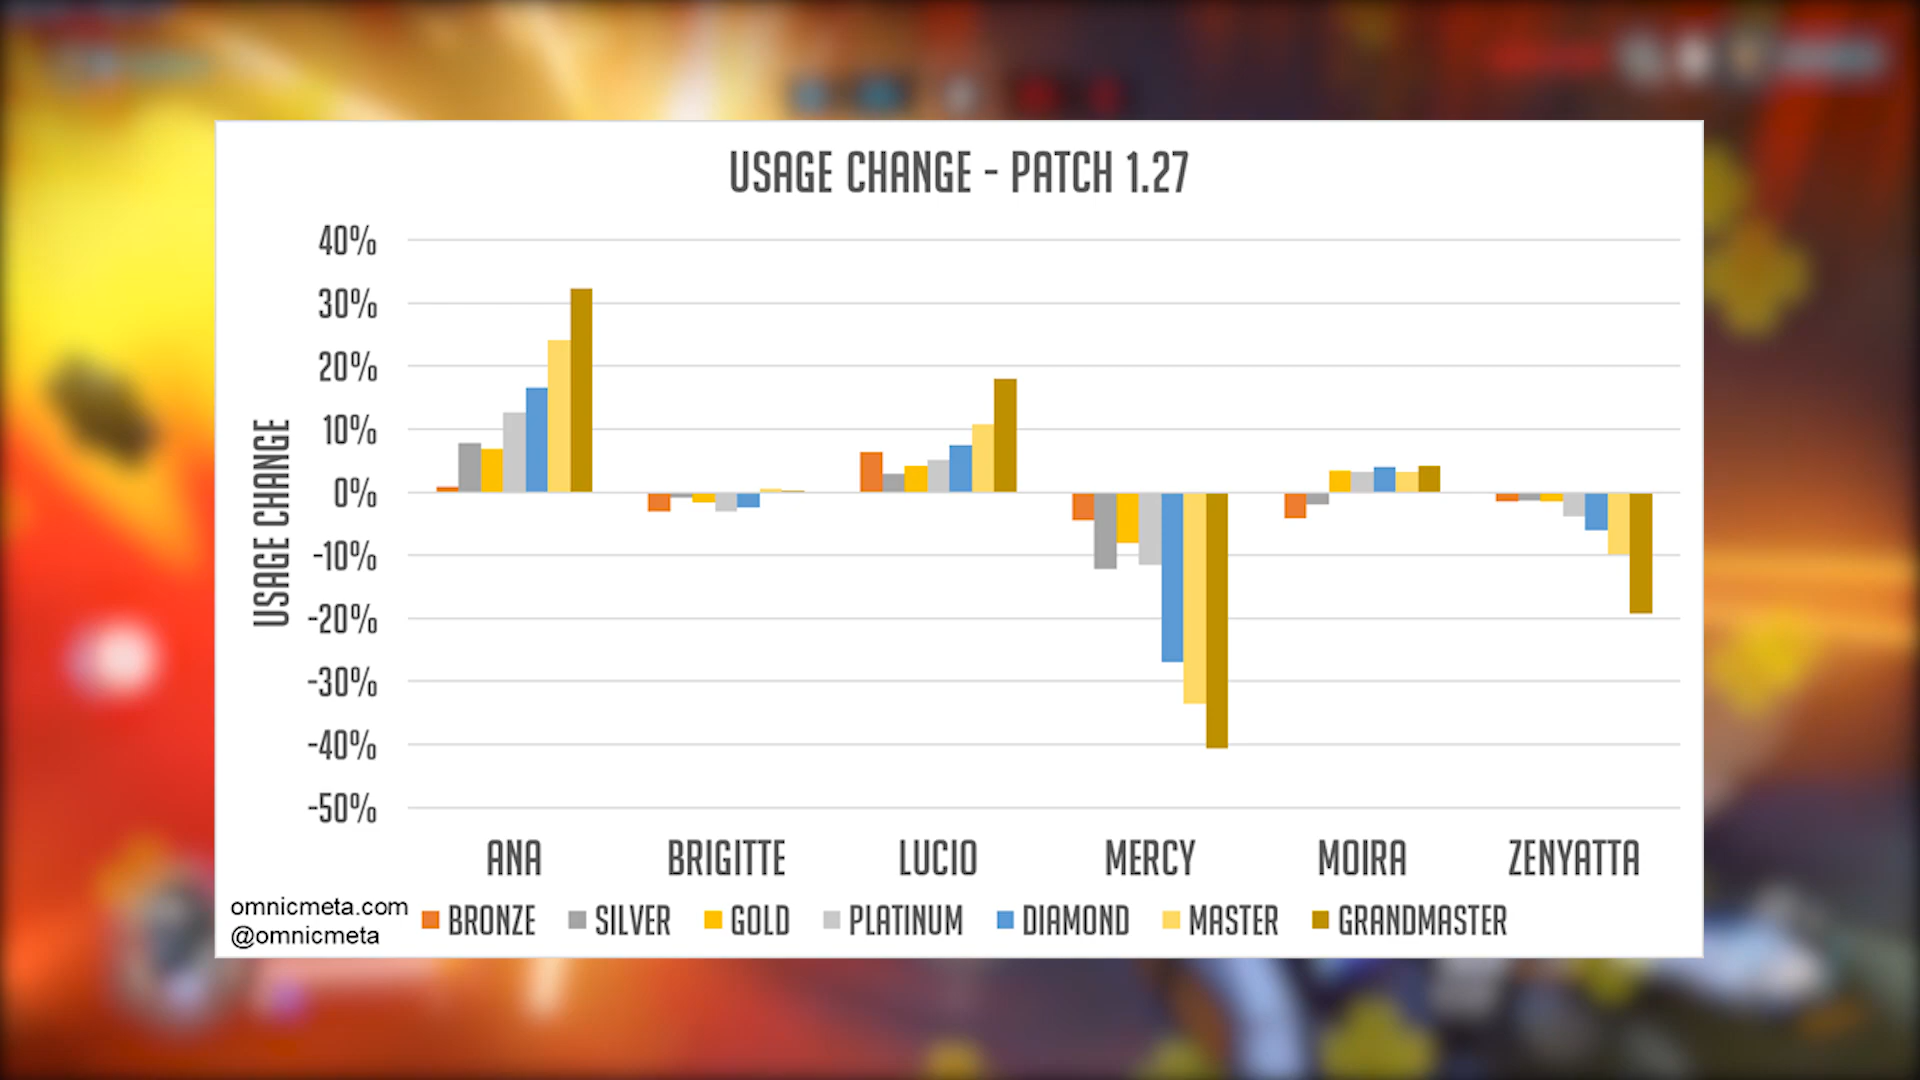 USAGE CHANGE - PATCH 1.27
40%
30%
20%
10%
0%
-10%
-20%
-30%
-40%
-50%
USAGE CHANGE
ANA BRIGITTE LUCIO MERCY MOIRA ZENYATTA
omnicmeta.com
@omnicmeta
BRONZE SILVER GOLD PLATINUM DIAMOND MASTER GRANDMASTER